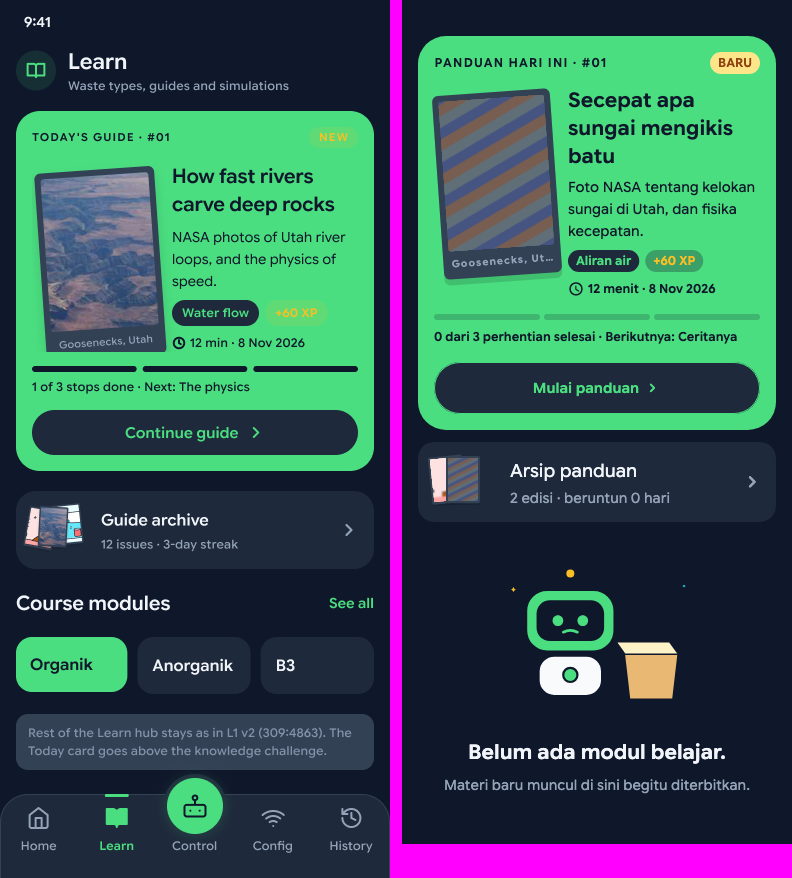 9:41
Learn
Waste types, guides and simulations
TODAY'S GUIDE · #01
NEW
How fast rivers
carve deep rocks
NASA photos of Utah river
loops, and the physics of
speed.
Goosenecks, Utah
Water flow
+60 XP
12 min · 8 Nov 2026
1 of 3 stops done · Next: The physics
Continue guide
Guide archive
12 issues · 3-day streak
Course modules
See all
Organik
Anorganik
B3
Rest of the Learn hub stays as in L1 v2 (309:4863). The
Today card goes above the knowledge challenge.
Home
Learn
Control
Config
History
PANDUAN HARI INI · #01
BARU
Secepat apa
sungai mengikis
batu
Foto NASA tentang kelokan
sungai di Utah, dan fisika
kecepatan.
Goosenecks, Ut…
Aliran air
+60 XP
12 menit · 8 Nov 2026
0 dari 3 perhentian selesai · Berikutnya: Ceritanya
Mulai panduan
Arsip panduan
2 edisi · beruntun 0 hari
Belum ada modul belajar.
Materi baru muncul di sini begitu diterbitkan.